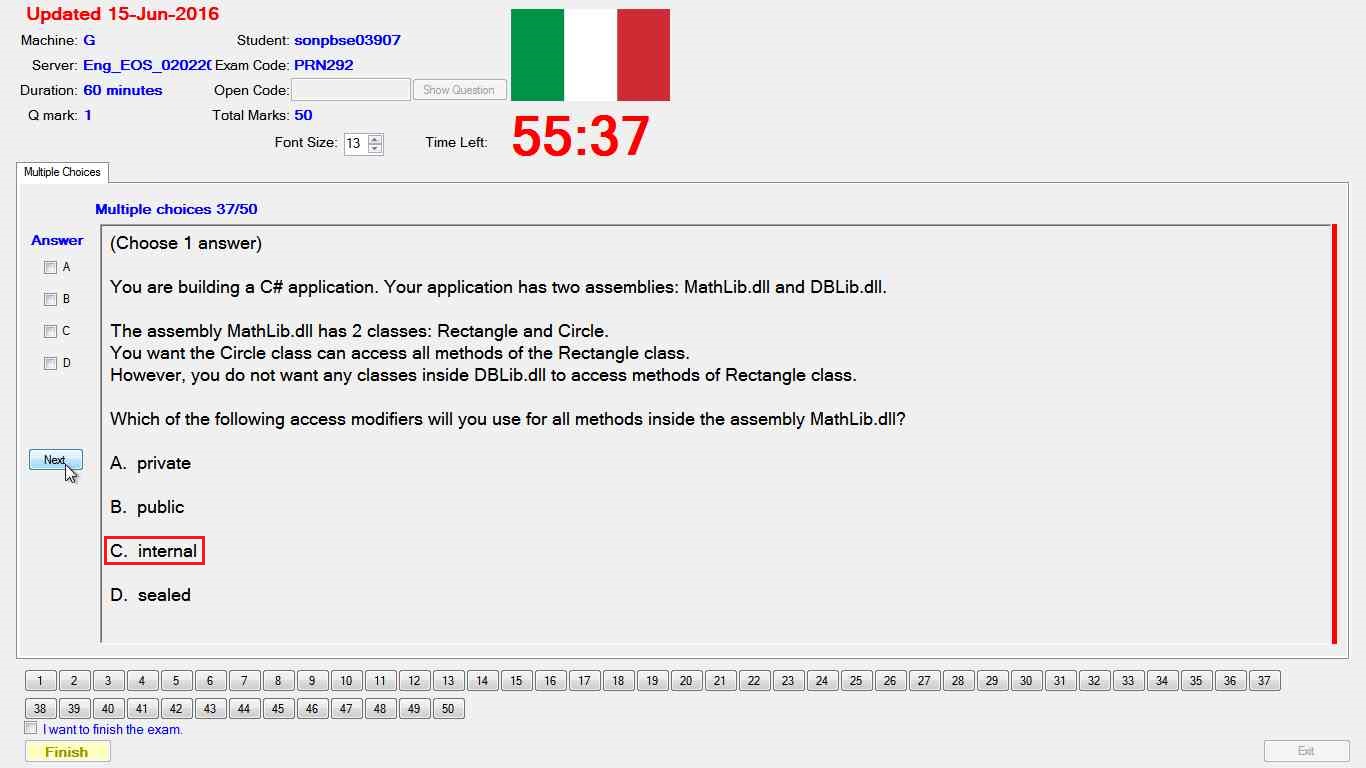 Updated 15-Jun-2016
Machine: G Student: sonpbse03907
Server: Eng_EOS_02022( Exam Code: PRN292
Duration: 60 minutes Open Code: Show Question
Q mark: 1 Total Marks: 50
Font Size: 13 Time Left: 55:37
Multiple Choices
Multiple choices 37/50
Answer
A
B
C
D
Next
(Choose 1 answer)
You are building a C# application. Your application has two assemblies: MathLib.dll and DBLib.dll.
The assembly MathLib.dll has 2 classes: Rectangle and Circle.
You want the Circle class can access all methods of the Rectangle class.
However, you do not want any classes inside DBLib.dll to access methods of Rectangle class.
Which of the following access modifiers will you use for all methods inside the assembly MathLib.dll?
A. private
B. public
C. internal
D. sealed
1 2 3 4 5 6 7 8 9 10 11 12 13 14 15 16 17 18 19 20 21 22 23 24 25 26 27 28 29 30 31 32 33 34 35 36 37
38 39 40 41 42 43 44 45 46 47 48 49 50
I want to finish the exam.
Finish Exit